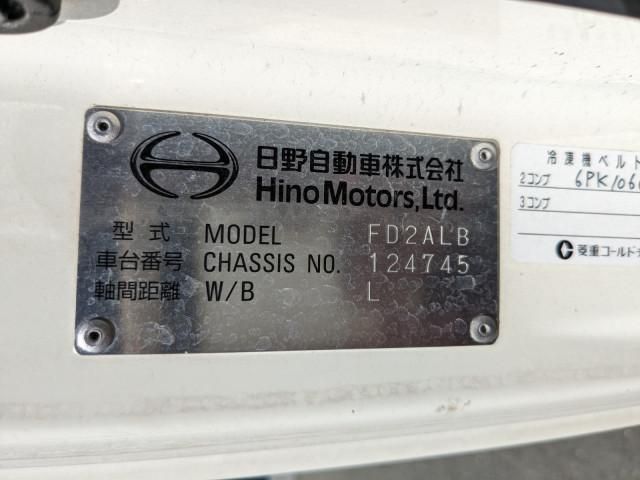 日野自動車株式会社
Hino Motors, Ltd.
型式 MODEL FD2ALB
車台番号 CHASSIS NO. 124745
軸間距離 W/B L
冷凍機ベルト
2コンプ 6PK106
3コンプ
菱重コールド